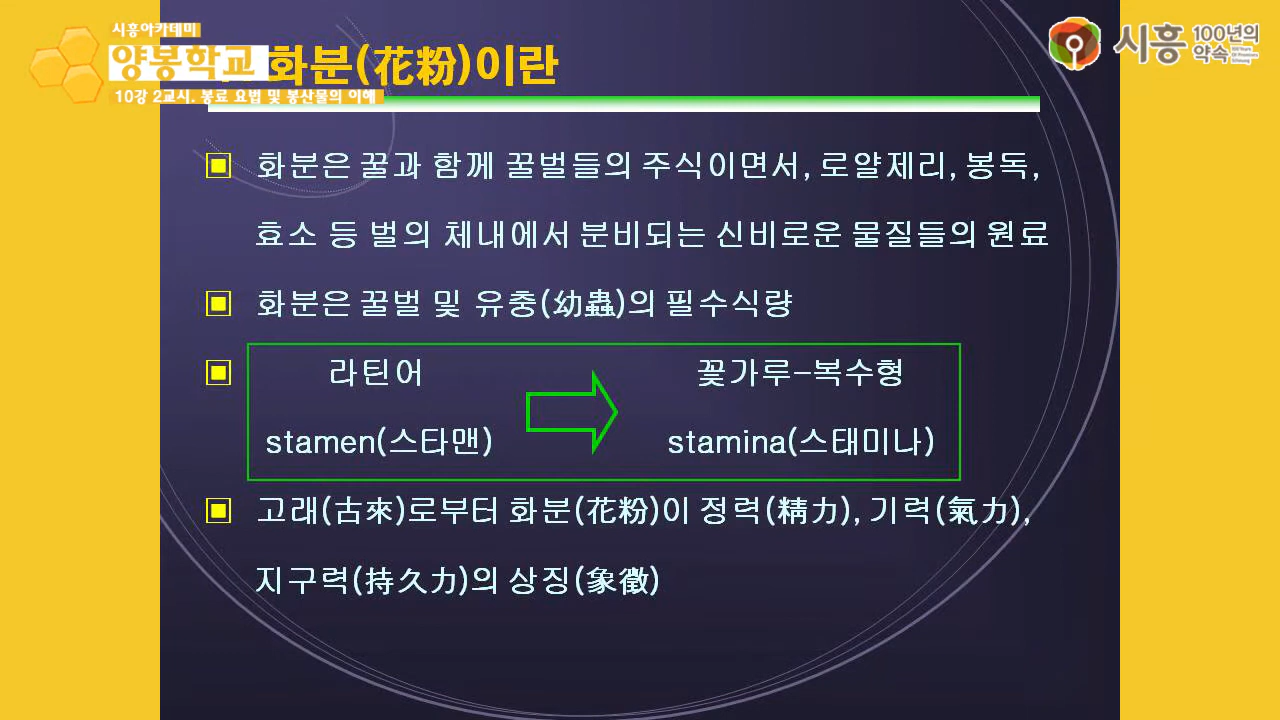 시흥아카데미
양봉학교
화분(花粉)이란
10강 2교시. 봉료 요법 및 봉산물의 이해
시흥 100년의 약속
화분은 꿀과 함께 꿀벌들의 주식이면서, 로얄제리, 봉독,
효소 등 벌의 체내에서 분비되는 신비로운 물질들의 원료
화분은 꿀벌 및 유충(幼蟲)의 필수식량
라틴어 꽃가루-복수형
stamen(스타맨) stamina(스태미나)
고래(古來)로부터 화분(花粉)이 정력(精力), 기력(氣力),
지구력(持久力)의 상징(象徵)